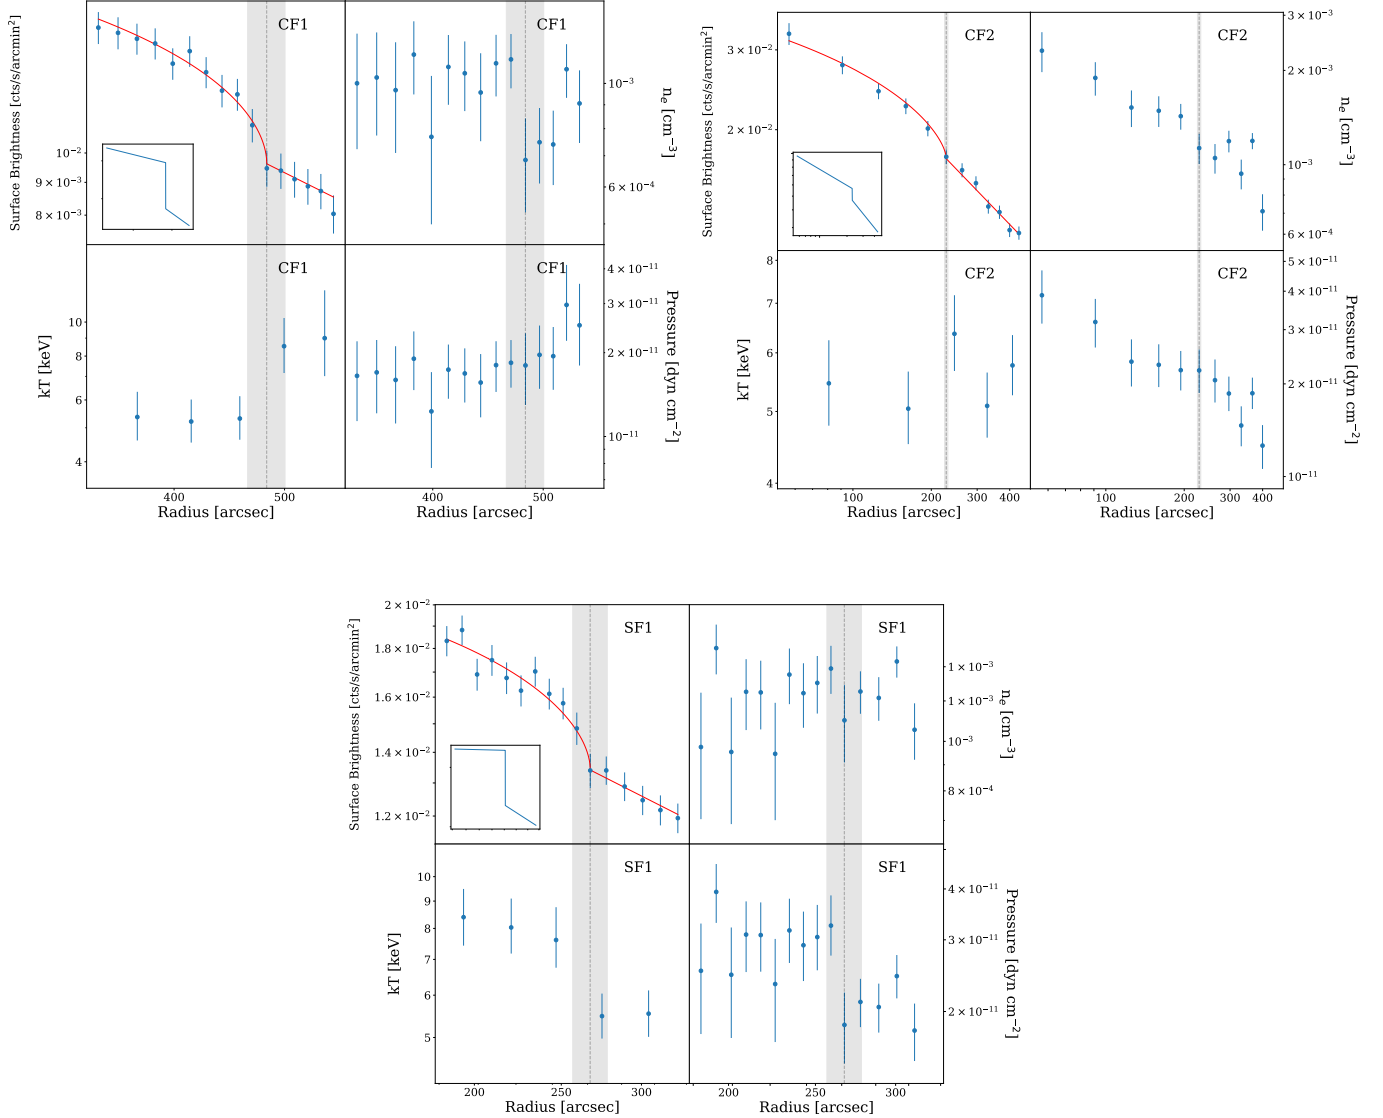 CF1
CF1
Surface Brightness [cts/s/arcmin²]
10⁻²
9 × 10⁻³
8 × 10⁻³
10⁻³
6 × 10⁻⁴
nₑ [cm⁻³]
CF1
CF1
kT [keV]
10
8
6
4
4 × 10⁻¹¹
3 × 10⁻¹¹
2 × 10⁻¹¹
10⁻¹¹
Pressure [dyn cm⁻²]
400
500
400
500
Radius [arcsec]
Radius [arcsec]
CF2
CF2
Surface Brightness [cts/s/arcmin²]
3 × 10⁻²
2 × 10⁻²
3 × 10⁻³
2 × 10⁻³
10⁻³
6 × 10⁻⁴
nₑ [cm⁻³]
CF2
CF2
kT [keV]
8
7
6
5
4
5 × 10⁻¹¹
4 × 10⁻¹¹
3 × 10⁻¹¹
2 × 10⁻¹¹
10⁻¹¹
Pressure [dyn cm⁻²]
100
200
300
400
100
200
300
400
Radius [arcsec]
Radius [arcsec]
SF1
SF1
Surface Brightness [cts/s/arcmin²]
2 × 10⁻²
1.8 × 10⁻²
1.6 × 10⁻²
1.4 × 10⁻²
1.2 × 10⁻²
1 × 10⁻³
1 × 10⁻³
10⁻³
8 × 10⁻⁴
nₑ [cm⁻³]
SF1
SF1
kT [keV]
10
9
8
7
6
5
4 × 10⁻¹¹
3 × 10⁻¹¹
2 × 10⁻¹¹
Pressure [dyn cm⁻²]
200
250
300
200
250
300
Radius [arcsec]
Radius [arcsec]